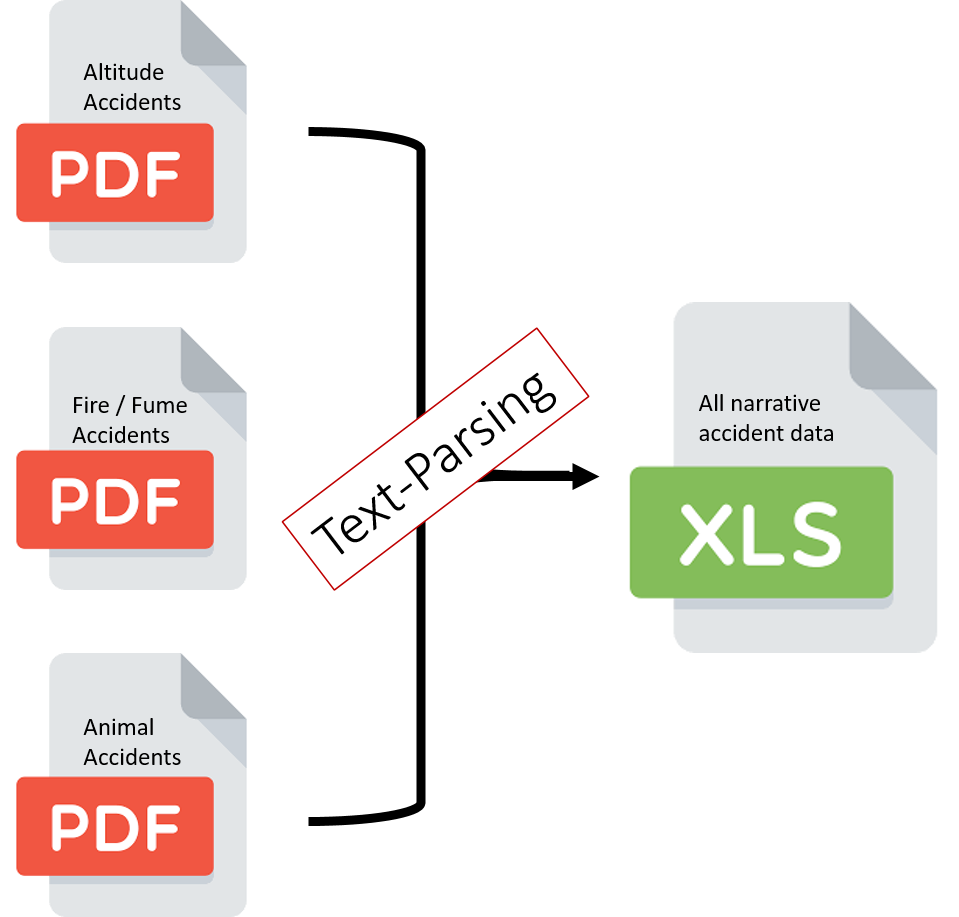 Altitude
Accidents
PDF
Fire / Fume
Accidents
PDF
Animal
Accidents
PDF
Text-Parsing
All narrative
accident data
XLS